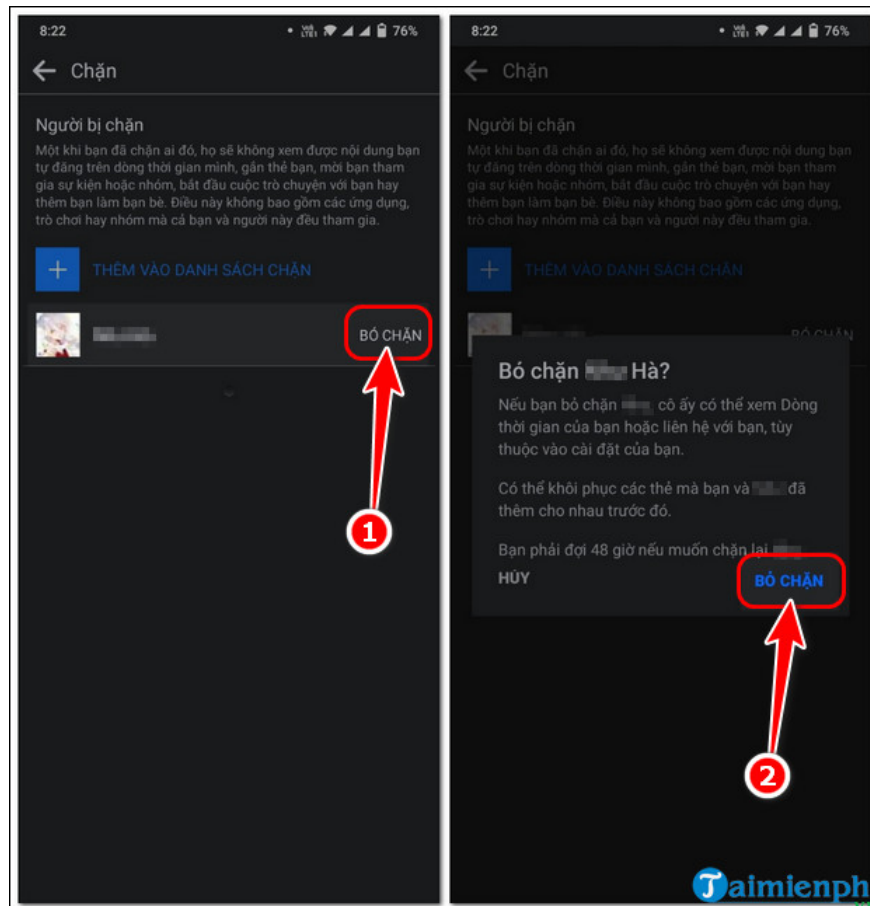 8:22
Vo) LTE1 76%
Chặn
Người bị chặn
Một khi bạn đã chặn ai đó, họ sẽ không xem được nội dung bạn
tự đăng trên dòng thời gian mình, gắn thẻ bạn, mời bạn tham
gia sự kiện hoặc nhóm, bắt đầu cuộc trò chuyện với bạn hay
thêm bạn làm bạn bè. Điều này không bao gồm các ứng dụng,
trò chơi hay nhóm mà cả bạn và người này đều tham gia.
THÊM VÀO DANH SÁCH CHẶN
BỎ CHẶN
1
8:22
Vo) LTE1 76%
Chặn
Người bị chặn
Một khi bạn đã chặn ai đó, họ sẽ không xem được nội dung bạn
tự đăng trên dòng thời gian mình, gắn thẻ bạn, mời bạn tham
gia sự kiện hoặc nhóm, bắt đầu cuộc trò chuyện với bạn hay
thêm bạn làm bạn bè. Điều này không bao gồm các ứng dụng,
trò chơi hay nhóm mà cả bạn và người này đều tham gia.
THÊM VÀO DANH SÁCH CHẶN
BỎ CHẶN
Bỏ chặn Hà?
Nếu bạn bỏ chặn , cô ấy có thể xem Dòng
thời gian của bạn hoặc liên hệ với bạn, tùy
thuộc vào cài đặt của bạn.
Có thể khôi phục các thẻ mà bạn và đã
thêm cho nhau trước đó.
Bạn phải đợi 48 giờ nếu muốn chặn lại
HỦY
BỎ CHẶN
2
Taimienph